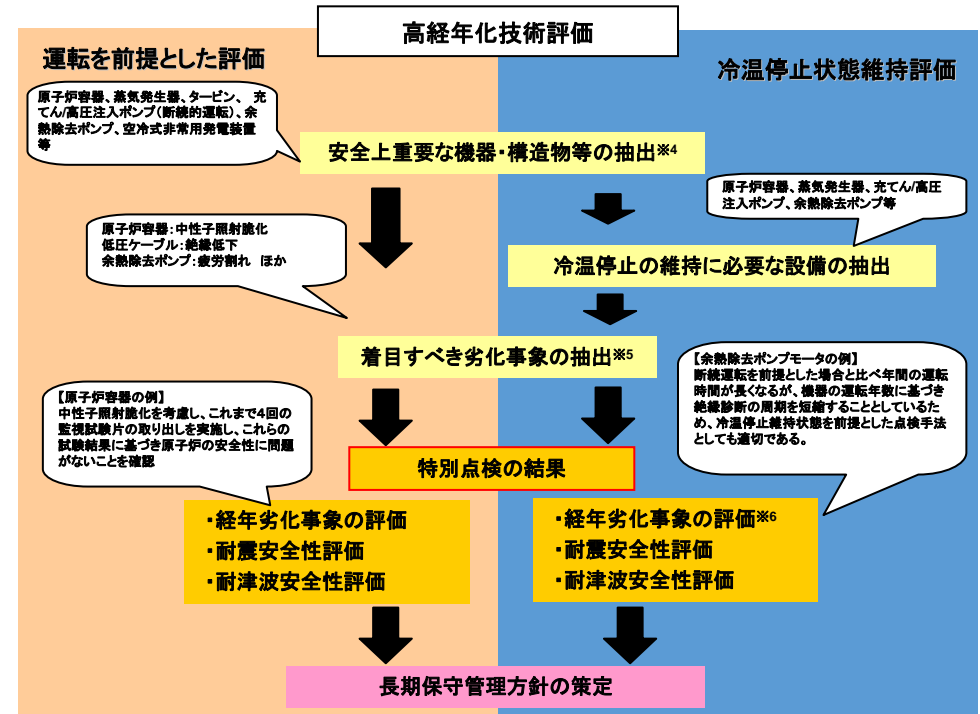 高経年化技術評価
運転を前提とした評価
冷温停止状態維持評価
原子炉容器、蒸気発生器、タービン、　充
てん/高圧注入ポンプ（断続的運転）、余
熱除去ポンプ、空冷式非常用発電装置
等
安全上重要な機器・構造物等の抽出※4
原子炉容器、蒸気発生器、充てん/高圧
注入ポンプ、余熱除去ポンプ等
原子炉容器：中性子照射脆化
低圧ケーブル：絶縁低下
余熱除去ポンプ：疲労割れ　ほか
冷温停止の維持に必要な設備の抽出
着目すべき劣化事象の抽出※5
【余熱除去ポンプモータの例】
断続運転を前提とした場合と比べ年間の運転
時間が長くなるが、機器の運転年数に基づき
絶縁診断の周期を短縮することとしているた
め、冷温停止維持状態を前提とした点検手法
としても適切である。
【原子炉容器の例】
中性子照射脆化を考慮し、これまで4回の
監視試験片の取り出しを実施し、これらの
試験結果に基づき原子炉の安全性に問題
がないことを確認
特別点検の結果
・経年劣化事象の評価
・耐震安全性評価
・耐津波安全性評価
・経年劣化事象の評価※6
・耐震安全性評価
・耐津波安全性評価
長期保守管理方針の策定